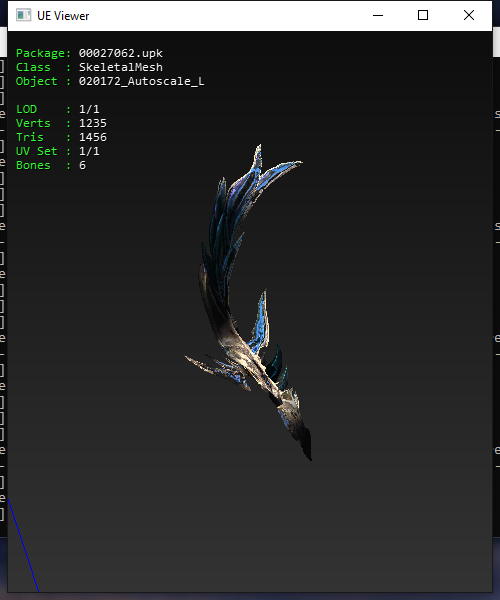 UE Viewer
Package: 00027062.upk
Class : SkeletalMesh
Object : 020172_Autoscale_L
LOD : 1/1
Verts : 1235
Tris : 1456
UV Set : 1/1
Bones : 6